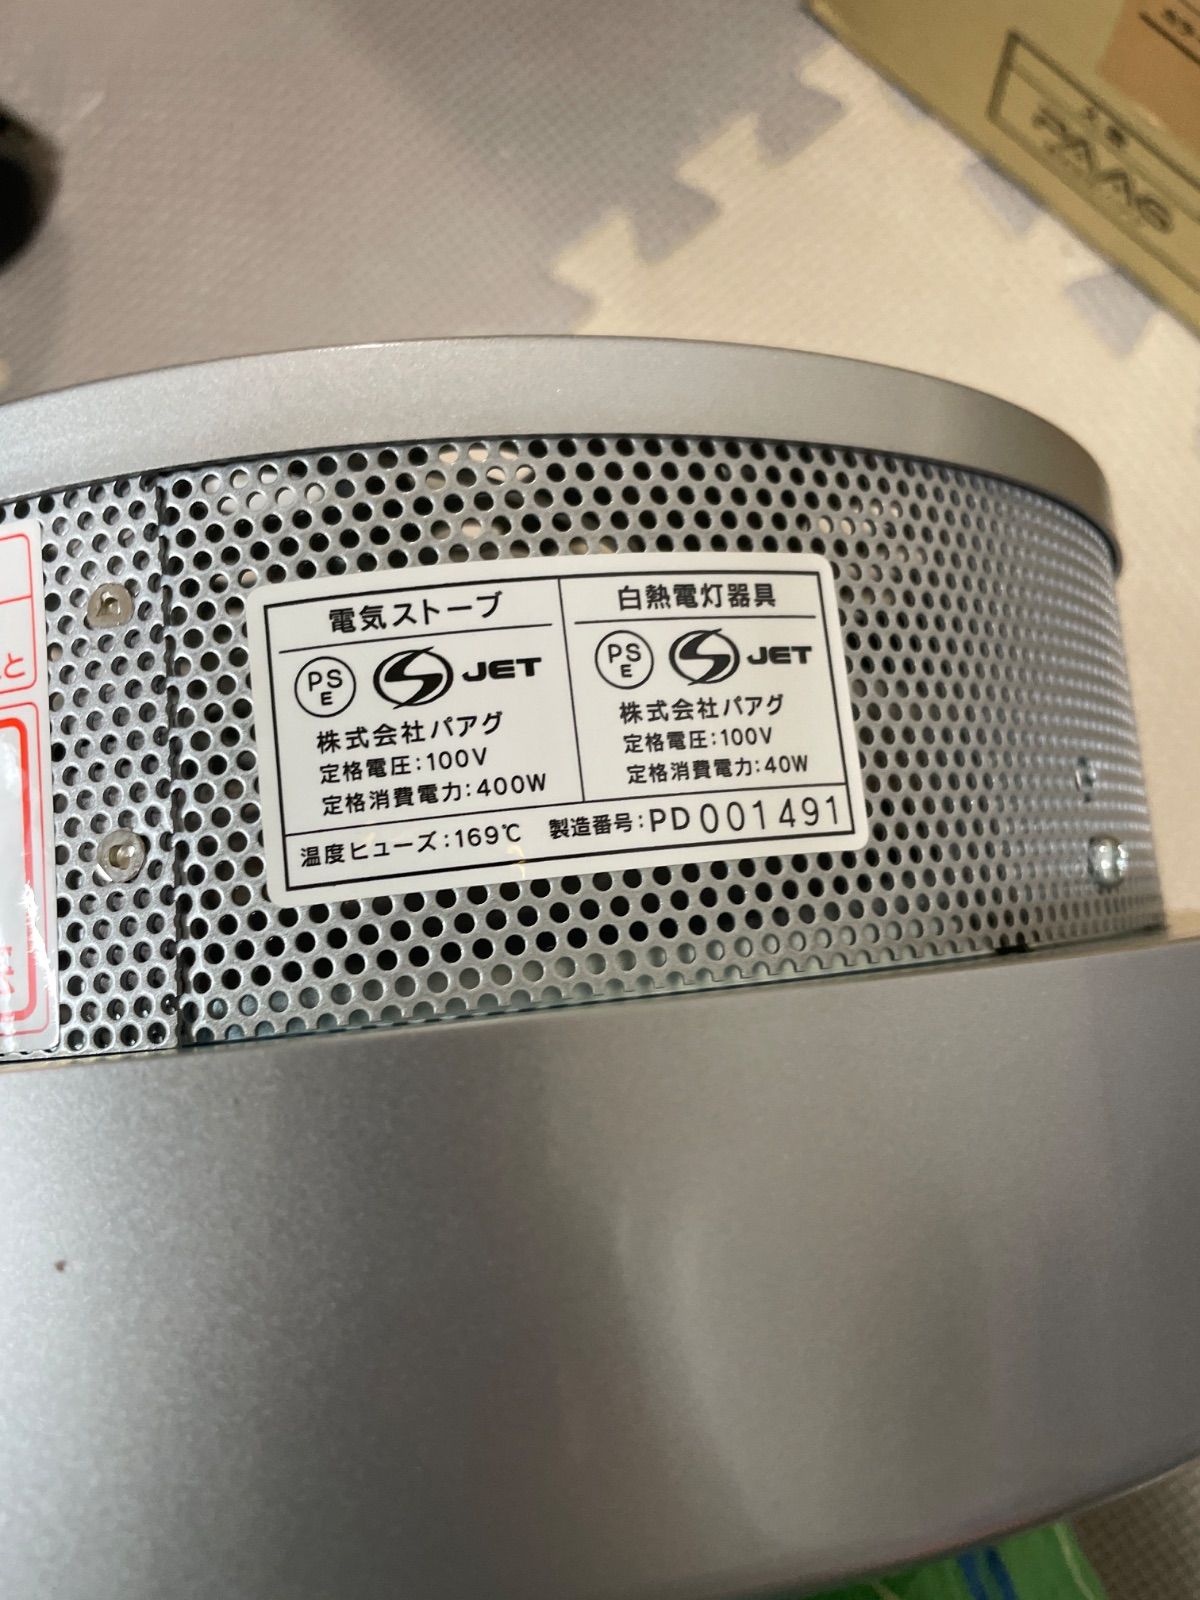 PAAG
電気ストーブ
PS
E
JET
株式会社パアグ
定格電圧:100V
定格消費電力:400W
白熱電灯器具
PS
E
JET
株式会社パアグ
定格電圧:100V
定格消費電力:40W
温度ヒューズ:169℃ 製造番号:PD001491
と